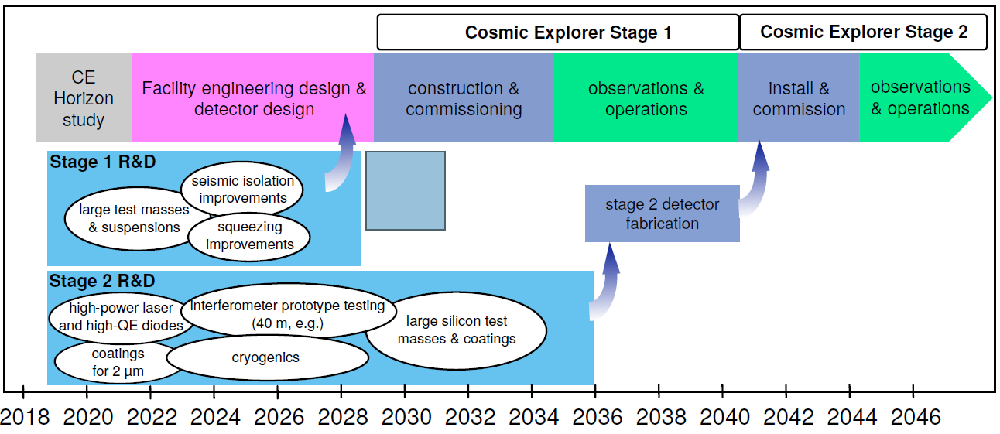 Cosmic Explorer Stage 1
Cosmic Explorer Stage 2
CE
Horizon
study
Facility engineering design &
detector design
construction &
commissioning
observations &
operations
install &
commission
observations
& operations
Stage 1 R&D
seismic isolation
improvements
large test masses
& suspensions
squeezing
improvements
stage 2 detector
fabrication
Stage 2 R&D
high-power laser
and high-QE diodes
interferometer prototype testing
(40 m, e.g.)
large silicon test
masses & coatings
coatings
for 2 µm
cryogenics
2018 2020 2022 2024 2026 2028 2030 2032 2034 2036 2038 2040 2042 2044 2046